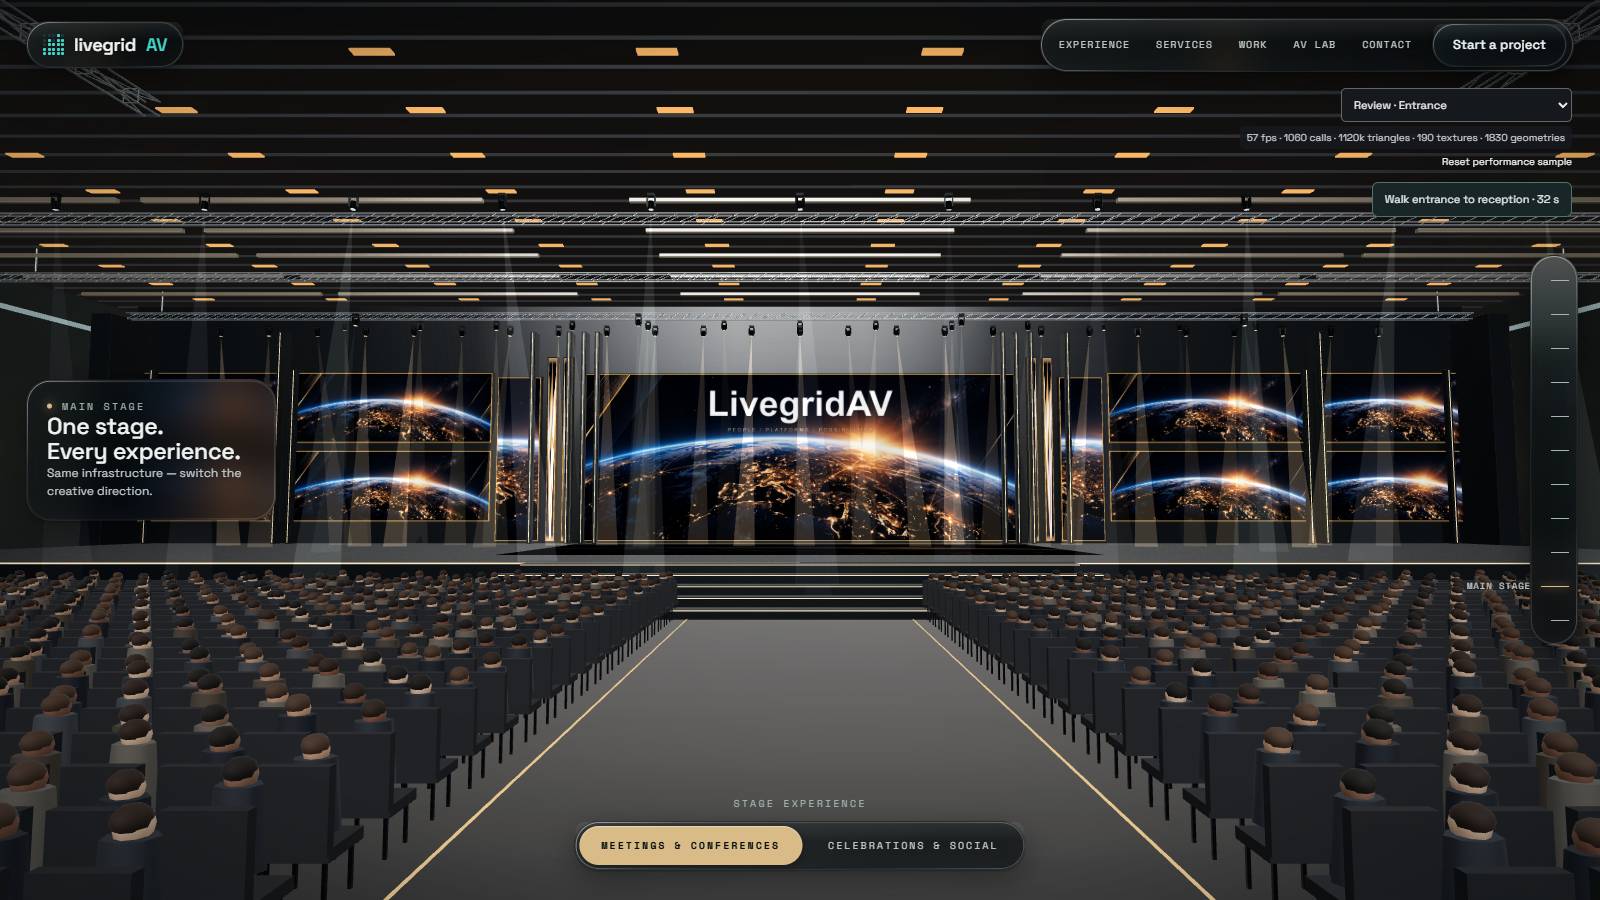 livegrid AV
EXPERIENCE SERVICES WORK AV LAB CONTACT Start a project
Review · Entrance
57 fps · 1060 calls · 1120k triangles · 190 textures · 1830 geometries
Reset performance sample
Walk entrance to reception · 32 s
LivegridAV
PEOPLE / PLATFORMS /
MAIN STAGE
One stage.
Every experience.
Same infrastructure — switch the
creative direction.
MAIN STAGE
STAGE EXPERIENCE
MEETINGS & CONFERENCES CELEBRATIONS & SOCIAL